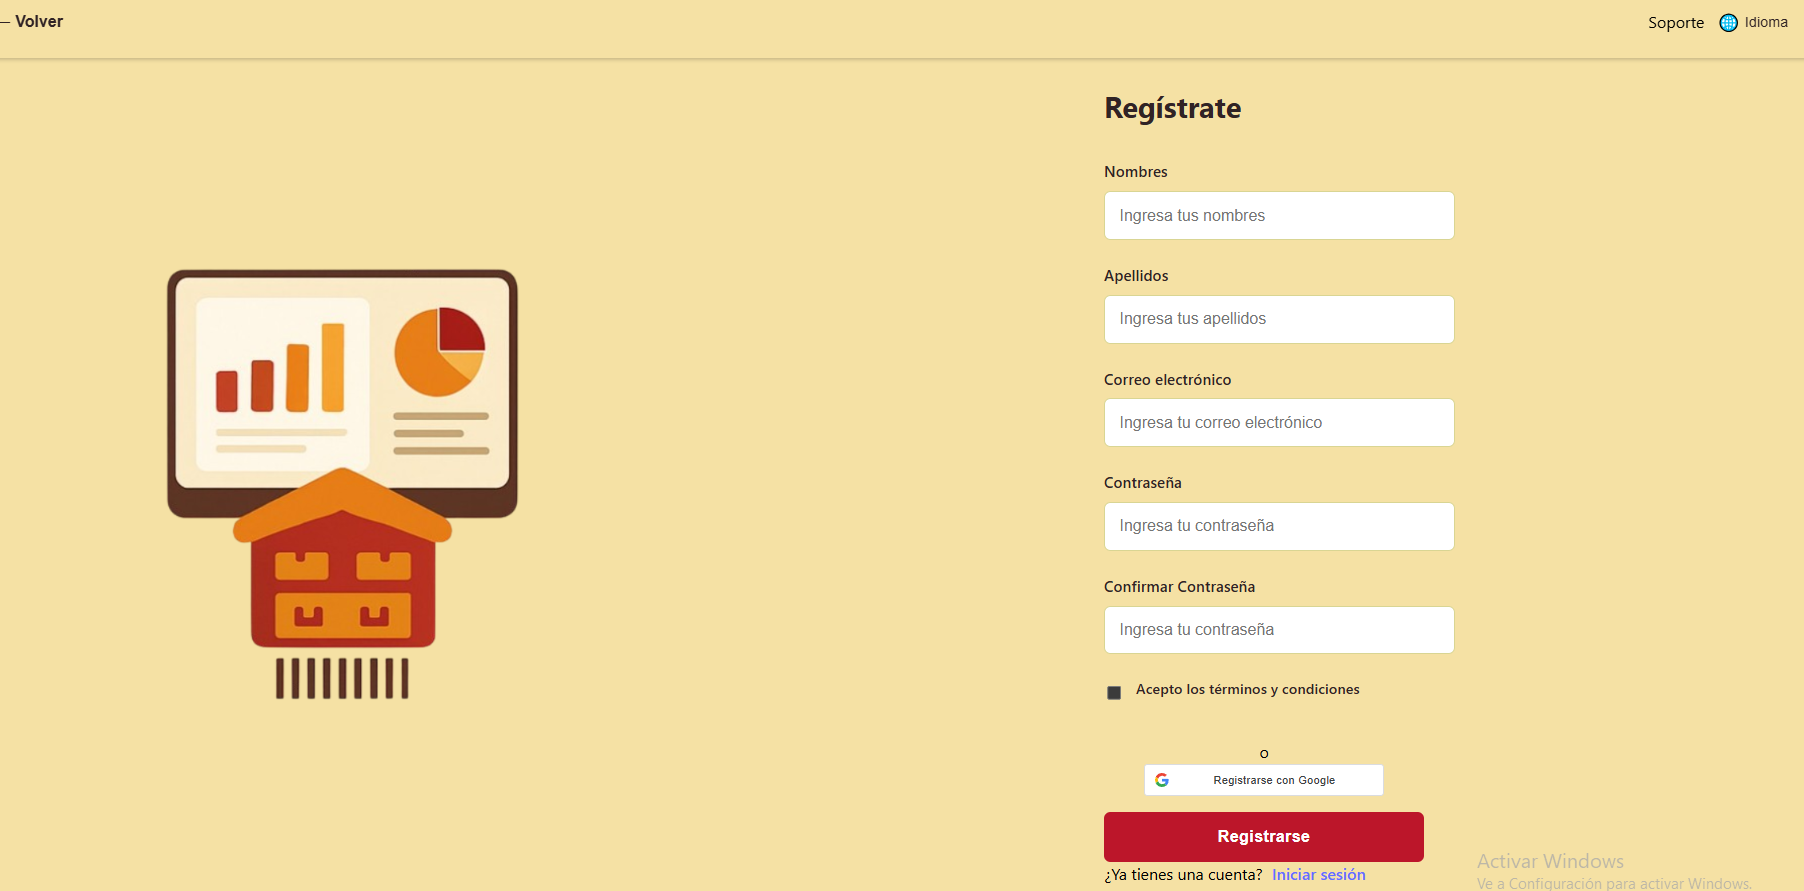 — Volver
Soporte
Idioma
Regístrate
Nombres
Ingresa tus nombres
Apellidos
Ingresa tus apellidos
Correo electrónico
Ingresa tu correo electrónico
Contraseña
Ingresa tu contraseña
Confirmar Contraseña
Ingresa tu contraseña
Acepto los términos y condiciones
o
Registrarse con Google
Registrarse
¿Ya tienes una cuenta? Iniciar sesión
Activar Windows
Ve a Configuración para activar Windows.